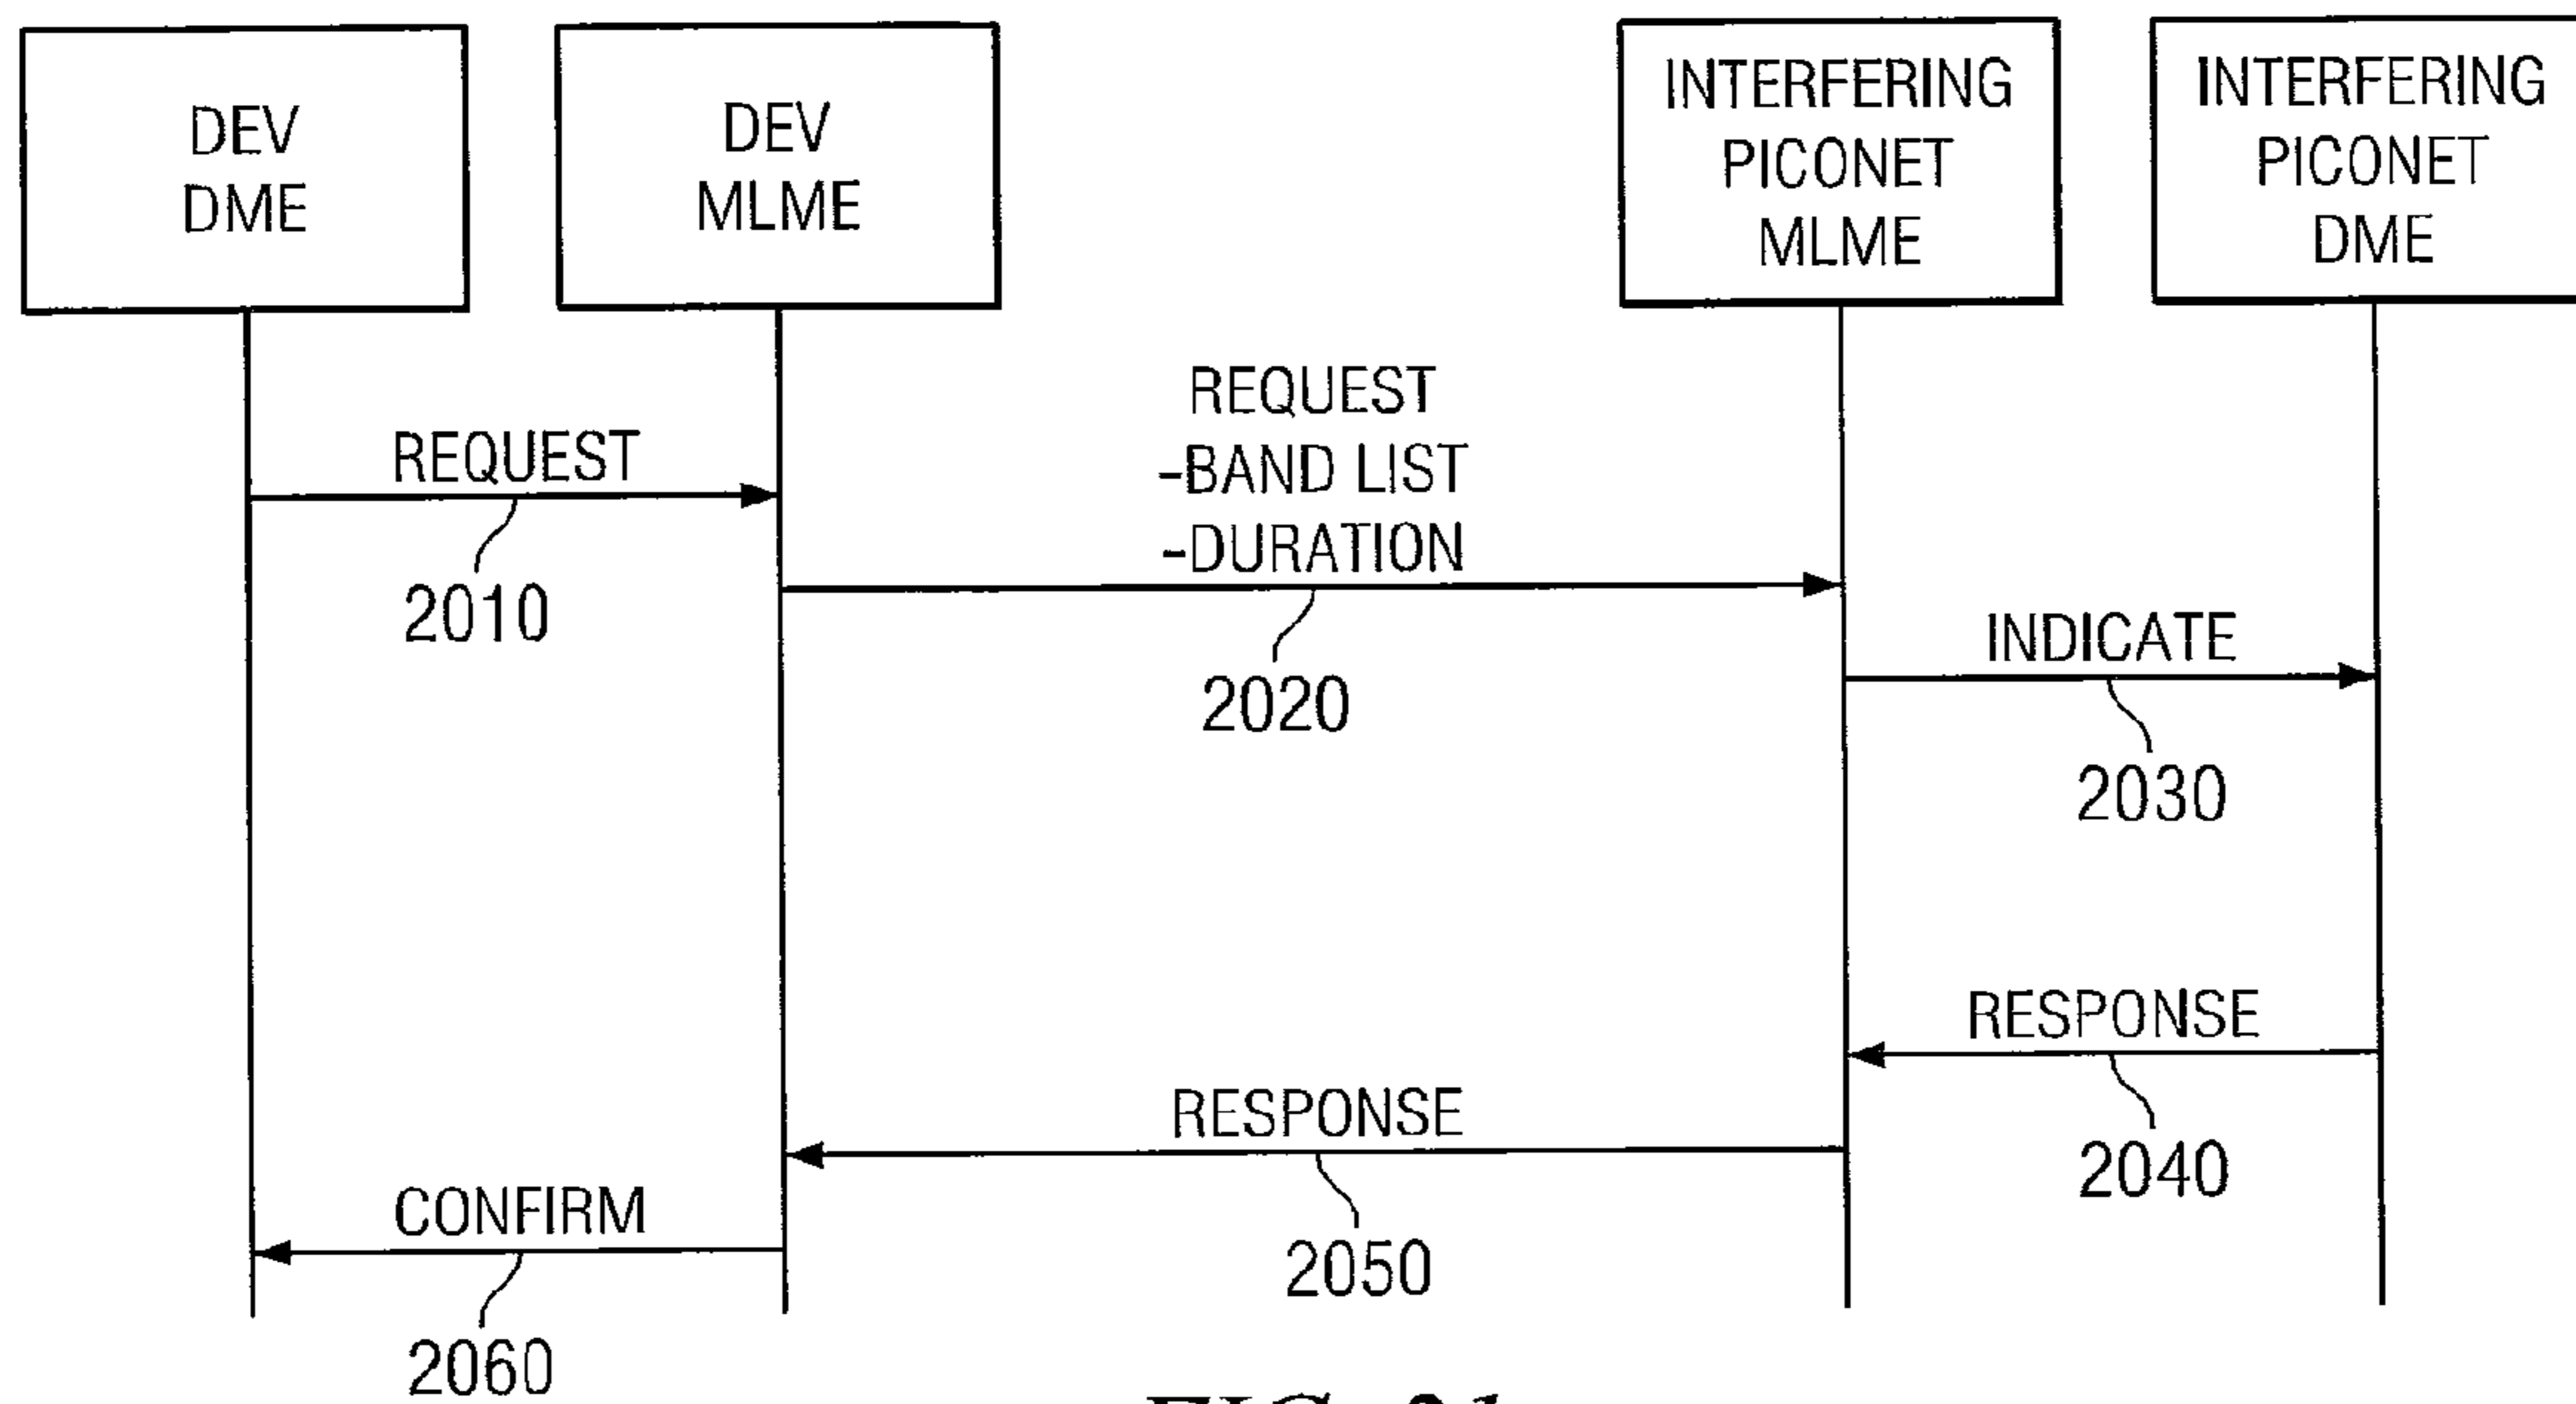 DEV
DME
DEV
MLME
INTERFERING
PICONET
MLME
INTERFERING
PICONET
DME
REQUEST
2010
REQUEST
-BAND LIST
-DURATION
2020
INDICATE
2030
RESPONSE
2040
RESPONSE
2050
CONFIRM
2060